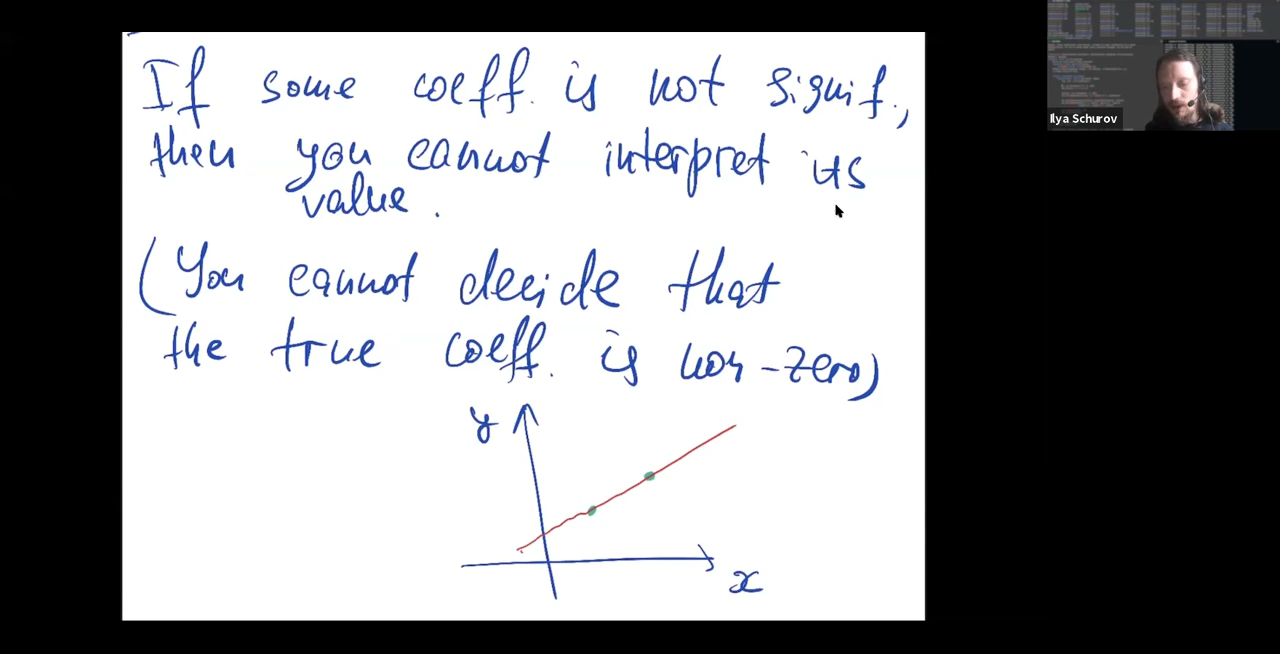 If some coeff. is not signif.,
then you cannot interpret its
value.
(You cannot decide that
the true coeff. is non-zero)
y
x
Ilya Schurov